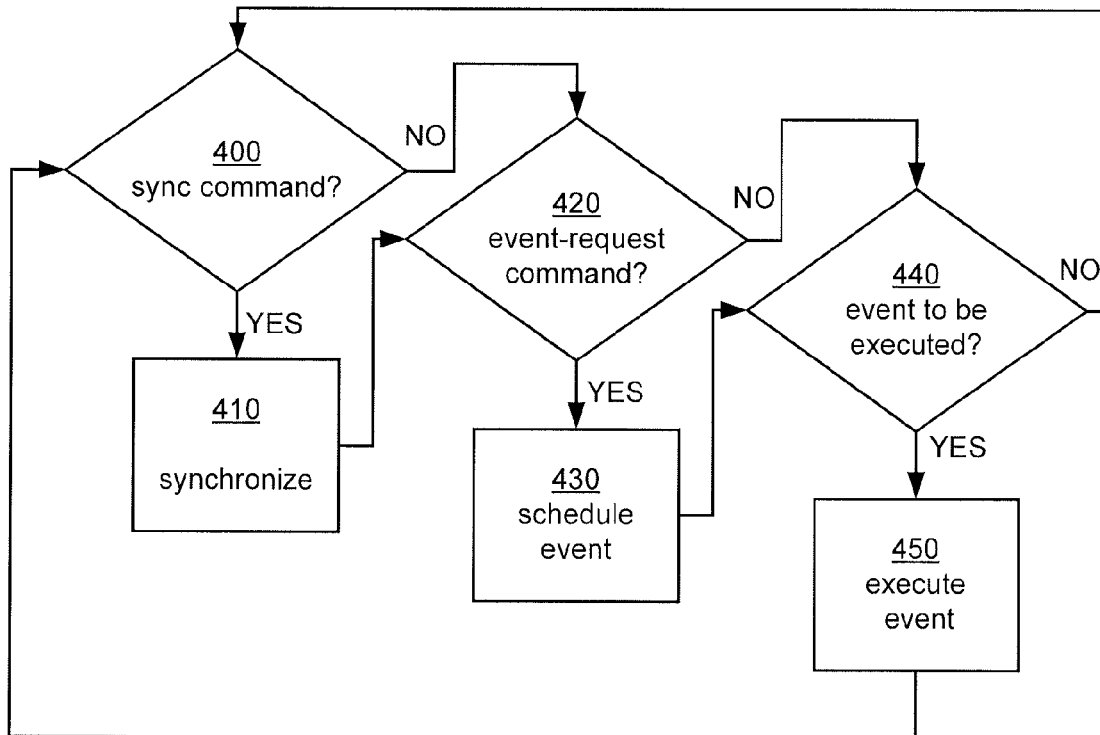 400
sync command?
NO
YES
410
synchronize
420
event-request
command?
NO
YES
430
schedule
event
440
event to be
executed?
NO
YES
450
execute
event